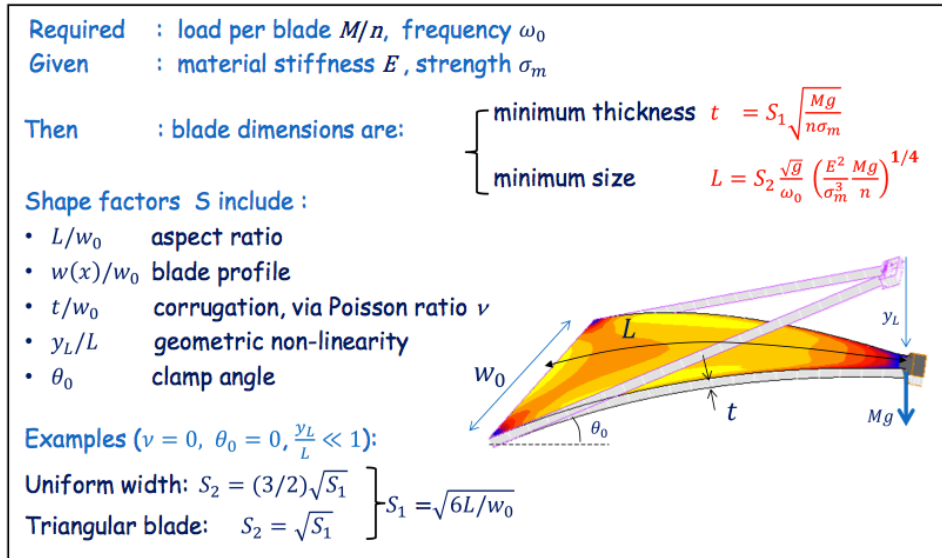 Required : load per blade M/n, frequency ω₀
Given : material stiffness E , strength σₘ
Then : blade dimensions are:
minimum thickness t = S₁√(Mg/(nσₘ))
minimum size L = S₂ (√g/ω₀) (E²/σₘ³ Mg/n)^1/4
Shape factors S include :
• L/w₀ aspect ratio
• w(x)/w₀ blade profile
• t/w₀ corrugation, via Poisson ratio ν
• y_L/L geometric non-linearity
• θ₀ clamp angle
L
y_L
w₀
t
Mg
θ₀
Examples (ν = 0, θ₀ = 0, y_L/L ≪ 1):
Uniform width: S₂ = (3/2)√S₁
Triangular blade: S₂ = √S₁
S₁ = √(6L/w₀)